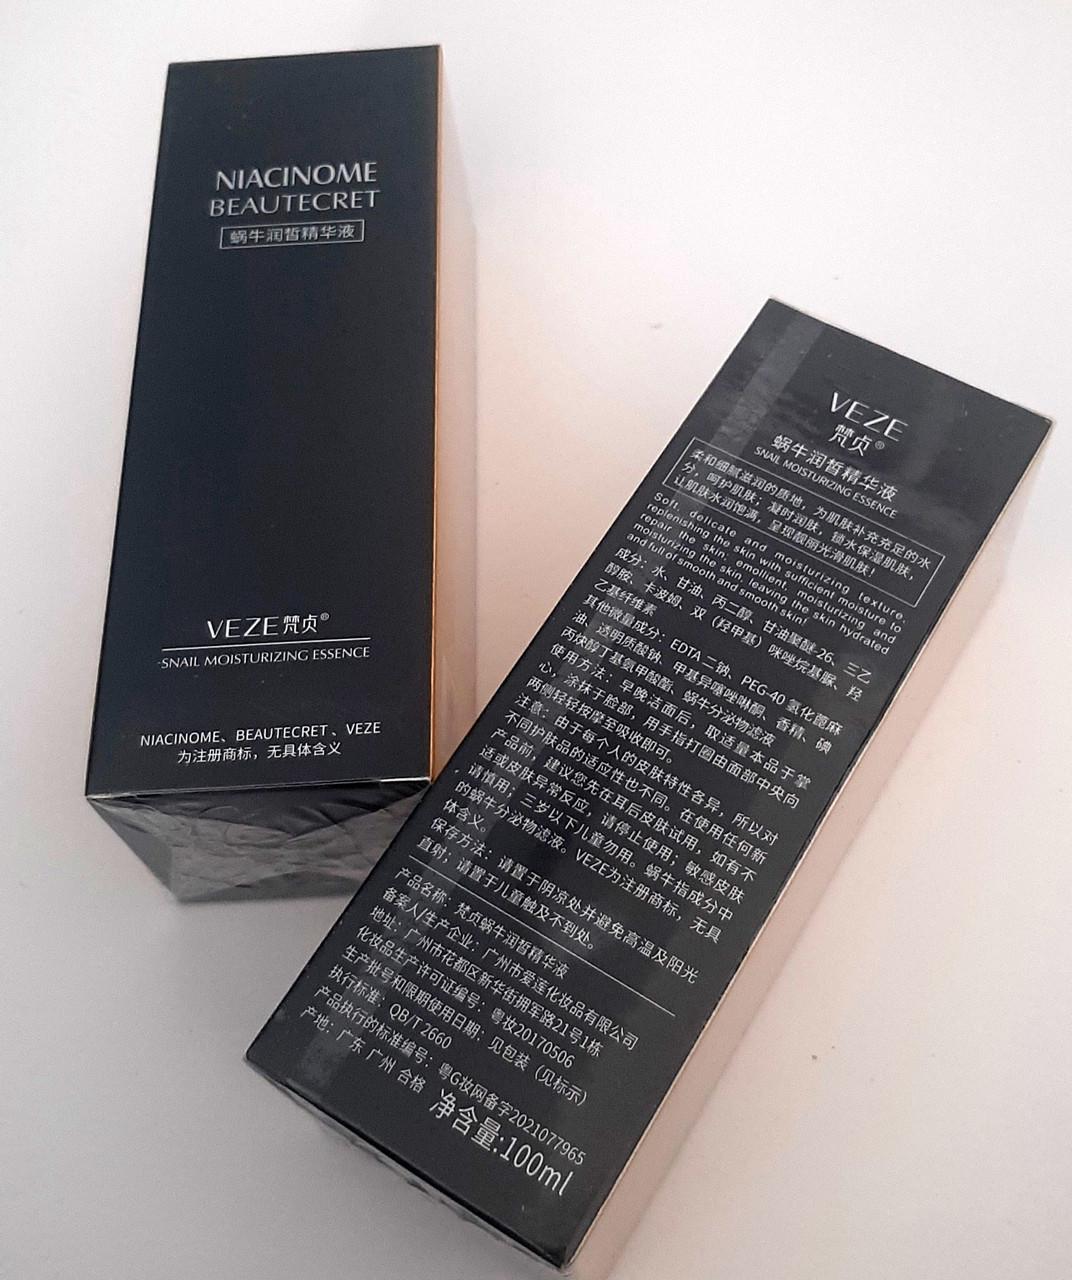 NIACINOME
BEAUTECRET
蜗牛润皙精华液
VEZE梵贞®
SNAIL MOISTURIZING ESSENCE
NIACINOME、BEAUTECRET、VEZE
为注册商标，无具体含义
VEZE
梵贞®
蜗牛润皙精华液
SNAIL MOISTURIZING ESSENCE
柔和细腻滋润的质地，为肌肤补充充足的水
分，呵护肌肤；凝时润肤，锁水保湿肌肤，
让肌肤水润饱满，呈现靓丽光滑肌肤！
Soft, delicate and moisturizing texture,
replenishing the skin with sufficient moisture to
repair the skin; emollient, moisturizing and
moisturizing the skin, leaving the skin hydrated
and full of smooth and smooth skin!
成分：水、甘油、丙二醇、甘油聚醚-26、三乙
醇胺、卡波姆、双（羟甲基）咪唑烷基脲、羟
乙基纤维素
其他微量成分：EDTA二钠、PEG-40 氢化蓖麻
油、透明质酸钠、甲基异噻唑啉酮、香精、碘
丙炔醇丁基氨甲酸酯、蜗牛分泌物滤液
使用方法：早晚洁面后，取适量本品于掌
心，涂抹于脸部，用手指打圈由面部中央向
两侧轻轻按摩至吸收即可。
注意：由于每个人的皮肤特性各异，所以对
不同护肤品的适应性也不同。在使用任何新
产品前，建议您先在耳后皮肤试用，如有不
适或皮肤异常反应，请停止使用；敏感皮肤
请慎用；三岁以下儿童勿用。蜗牛指成分中
的蜗牛分泌物滤液。VEZE为注册商标，无具
体含义。
保存方法：请置于阴凉处并避免高温及阳光
直射；请置于儿童触及不到处。
产品名称：梵贞蜗牛润皙精华液
备案人/生产企业：广州市爱莲化妆品有限公司
地址：广州市花都区新华街拥军路21号1栋
化妆品生产许可证编号：粤妆20170506
生产批号和限期使用日期：见包装（见标示）
执行标准：QB/T 2660
产品执行的标准编号：粤G妆网备字2021077965
产地：广东 广州 合格
净含量:100ml